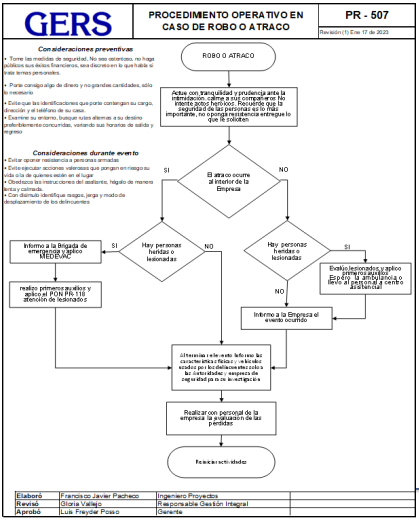 GERS
PROCEDIMIENTO OPERATIVO EN
CASO DE ROBO O ATRACO
PR - 507
Revisión (1) Ene 17 de 2023
Consideraciones preventivas
• Tome las medidas de seguridad. No sea ostentoso, no haga
públicos sus éxitos financieros, sea discreto en lo que habla si
trata temas personales.
• Porte consigo algo de dinero y no grandes cantidades, sólo
lo necesario
• Evite que las identificaciones que porte contengan su cargo,
dirección y el teléfono de su casa.
• Examine su entorno, busque rutas alternas a su destino
preferiblemente concurridas, variando sus horarios de salida y
regreso
Consideraciones durante evento
• Evitar oponer resistencia a personas armadas
• Evite ejecutar acciones valerosas que pongan en riesgo su
vida o la de quienes estén en el lugar
• Obedezca las instrucciones del asaltante, hágalo de manera
lenta y calmada.
• Con disimulo identifique rasgos, jerga y modo de
desplazamiento de los delincuentes
ROBO O ATRACO
Actue con tranquilidad y prudencia ante la
intimidación, calme a sus compañeros. No
intente actos heroicos. Recuerde que la
seguridad de las personas es lo más
importante, no oponga resistencia entregue lo
que le soliciten
El atraco ocurre
al interior de la
Empresa
SI
NO
Hay personas
heridas o
lesionadas
SI
NO
Hay personas
heridas o
lesionadas
SI
NO
Informo a la Brigada de
emergencia y aplico
MEDEVAC
realizo primeros auxilios y
aplico el PON PR-118
atención de lesionados
Evalúo lesionados y aplico
primeros auxilios
Espero la ambulancia o
llevo al personal a centro
asistencial
Informo a la Empresa el
evento ocurrido
Al terminar el evento informo las
características físicas y vehículos
usados por los delincuentes solo a
las Autoridades y empresa de
seguridad para su investigación
Realizar con personal de la
empresa la evaluación de las
pérdidas
Reiniciar actividades
Elaboró Francisco Javier Pacheco Ingeniero Proyectos
Revisó Gloria Vallejo Responsable Gestión Integral
Aprobó Luis Freyder Posso Gerente